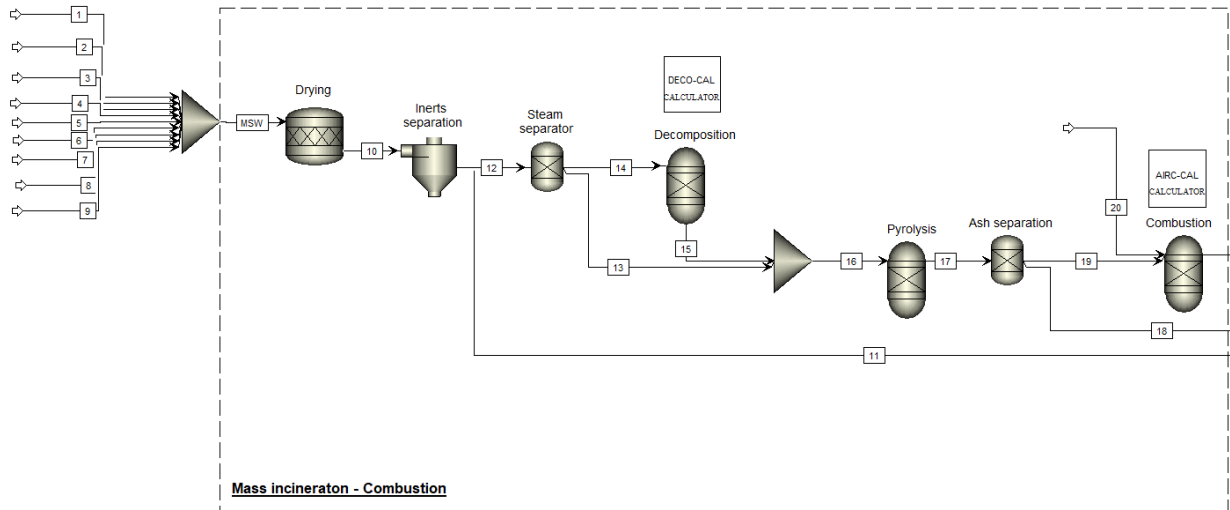 1
2
3
4
5
6
7
8
9
MSW
Drying
10
Inerts
separation
12
11
Steam
separator
14
13
DECO-CAL
CALCULATOR
Decomposition
15
16
Pyrolysis
17
Ash separation
19
18
20
AIRC-CAL
CALCULATOR
Combustion
Mass incineraton - Combustion